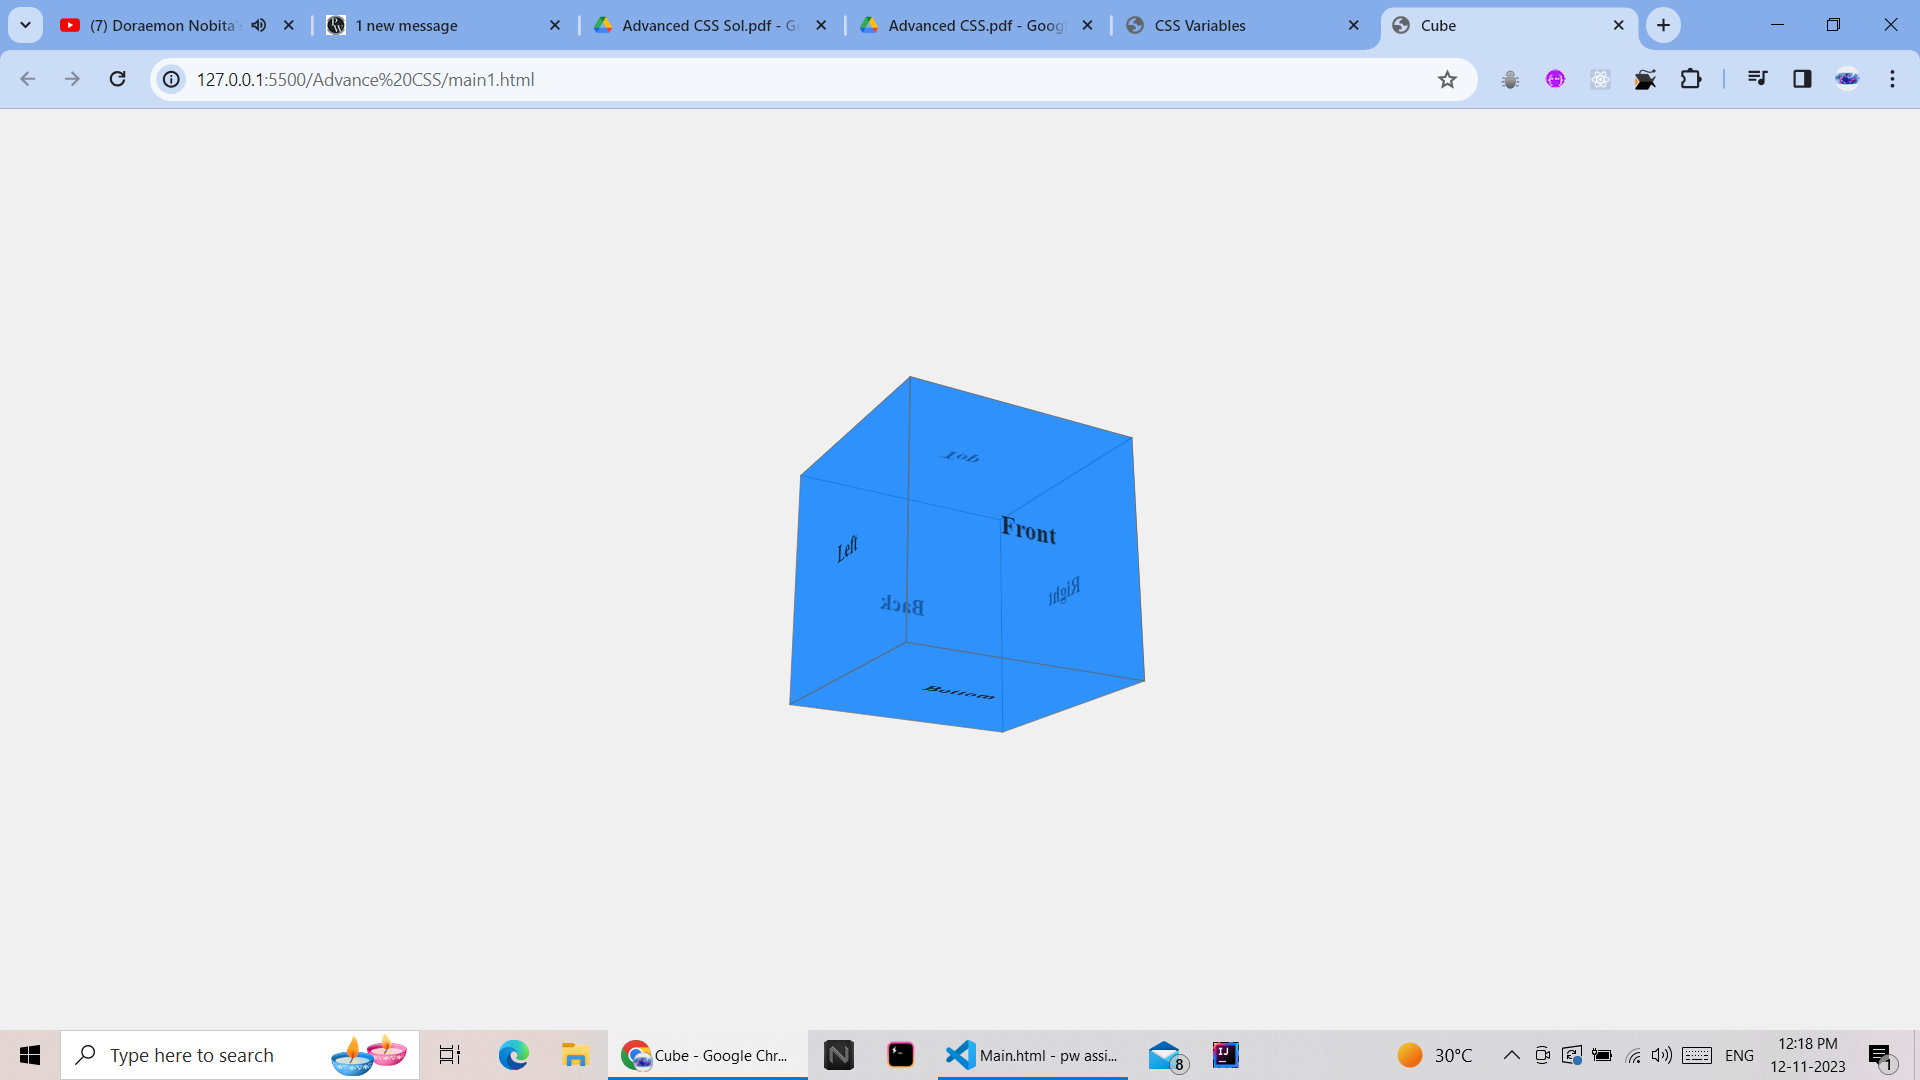 (7) Doraemon Nobita's
1 new message
Advanced CSS Sol.pdf - Go
Advanced CSS.pdf - Googl
CSS Variables
Cube
127.0.0.1:5500/Advance%20CSS/main1.html
Top
Front
Left
Right
Back
Bottom
Type here to search
Cube - Google Chr...
Main.html - pw assi...
8
30°C
ENG
12:18 PM
12-11-2023
1